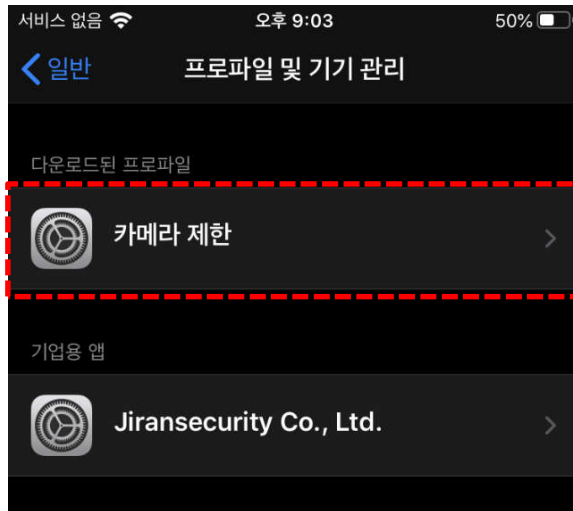 서비스 없음 오후 9:03 50%
일반 프로파일 및 기기 관리
다운로드된 프로파일
카메라 제한
기업용 앱
Jiransecurity Co., Ltd.